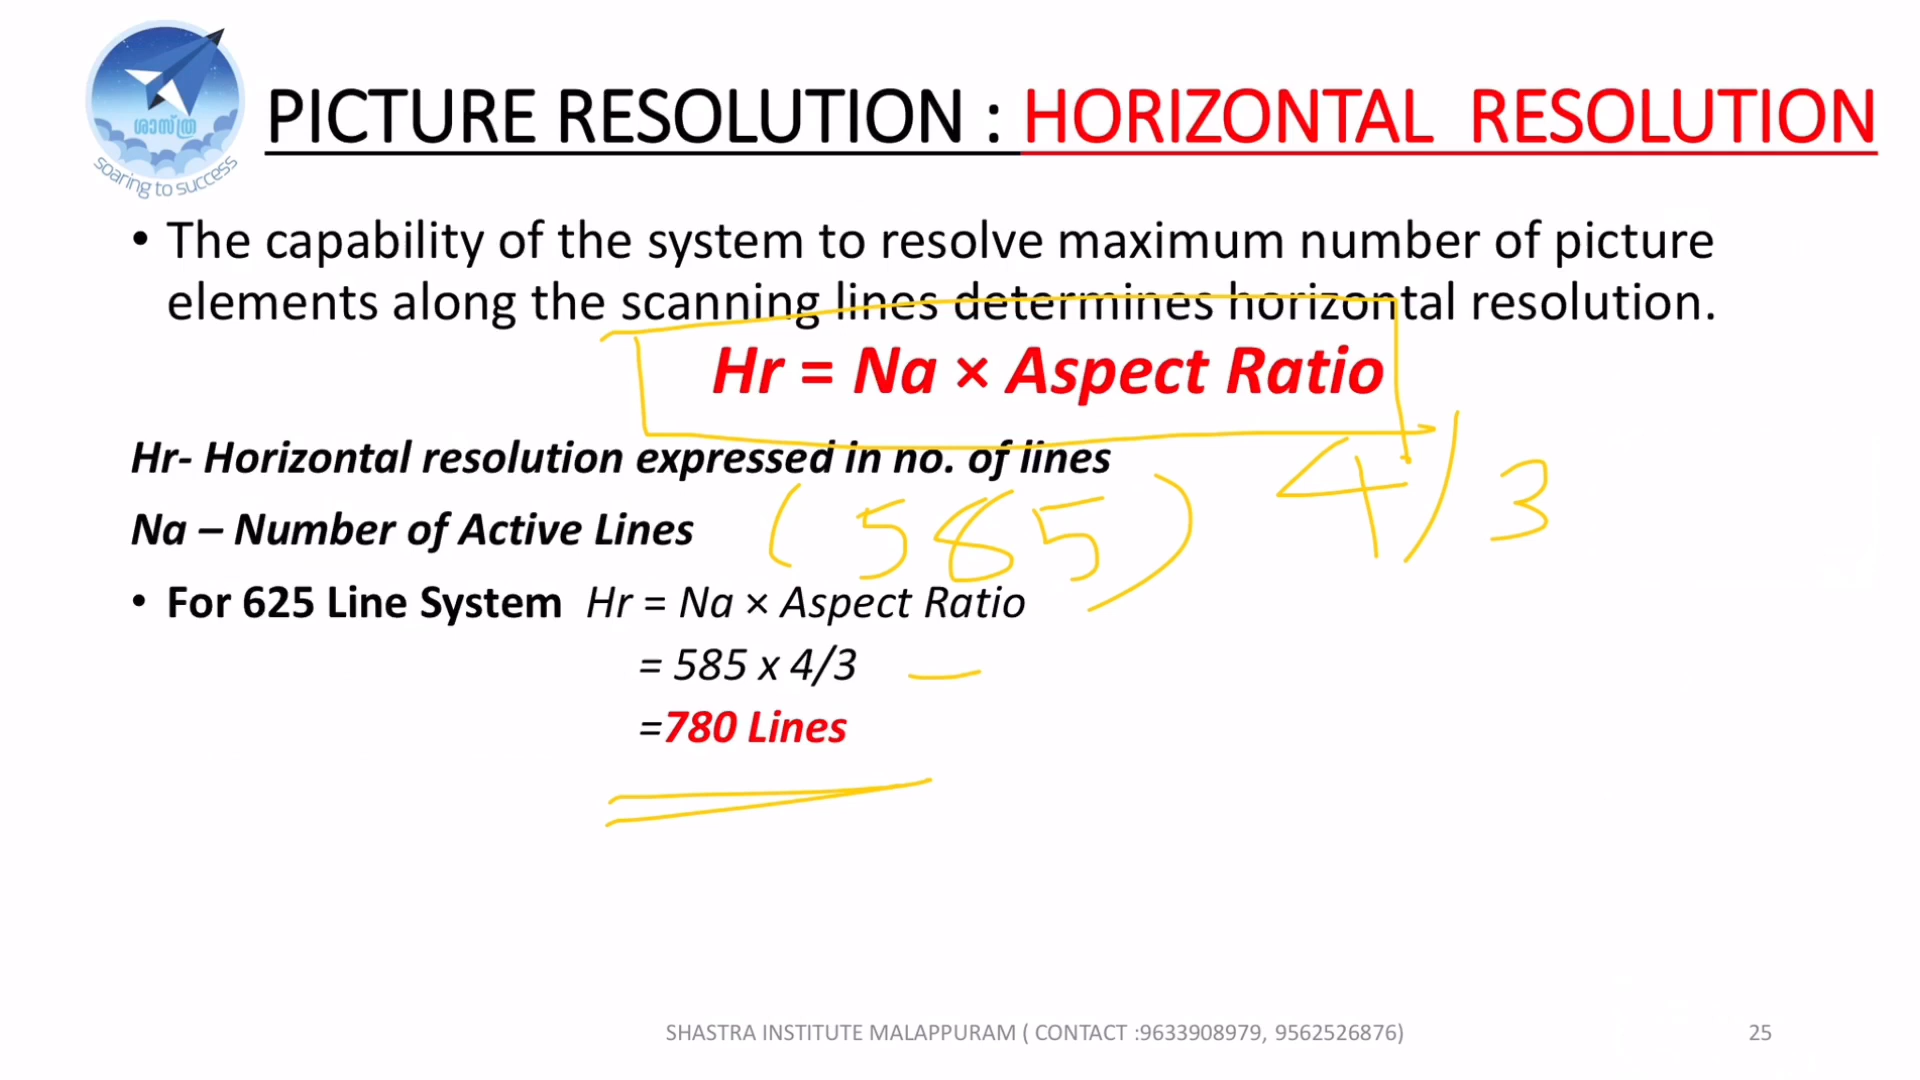 ശാസ്ത്ര
soaring to success
PICTURE RESOLUTION : HORIZONTAL RESOLUTION
• The capability of the system to resolve maximum number of picture
elements along the scanning lines determines horizontal resolution.
Hr = Na × Aspect Ratio
Hr- Horizontal resolution expressed in no. of lines
4/3
Na – Number of Active Lines (585)
• For 625 Line System Hr = Na × Aspect Ratio
= 585 x 4/3
=780 Lines
SHASTRA INSTITUTE MALAPPURAM ( CONTACT :9633908979, 9562526876)
25